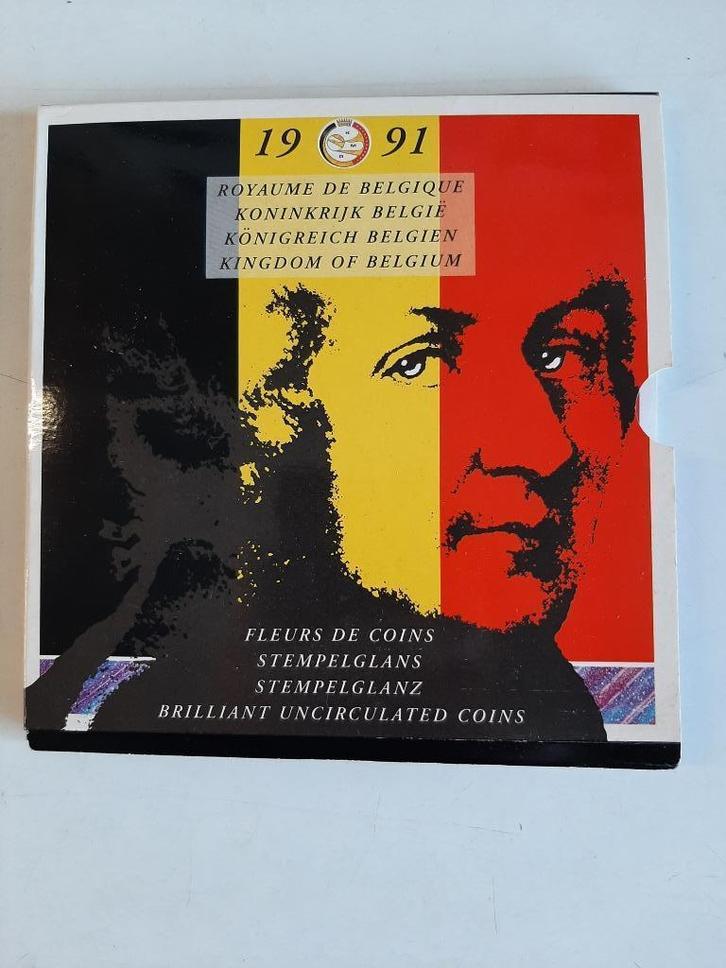 19 91
ROYAUME DE BELGIQUE
KONINKRIJK BELGIË
KÖNIGREICH BELGIEN
KINGDOM OF BELGIUM
FLEURS DE COINS
STEMPELGLANS
STEMPELGLANZ
BRILLIANT UNCIRCULATED COINS